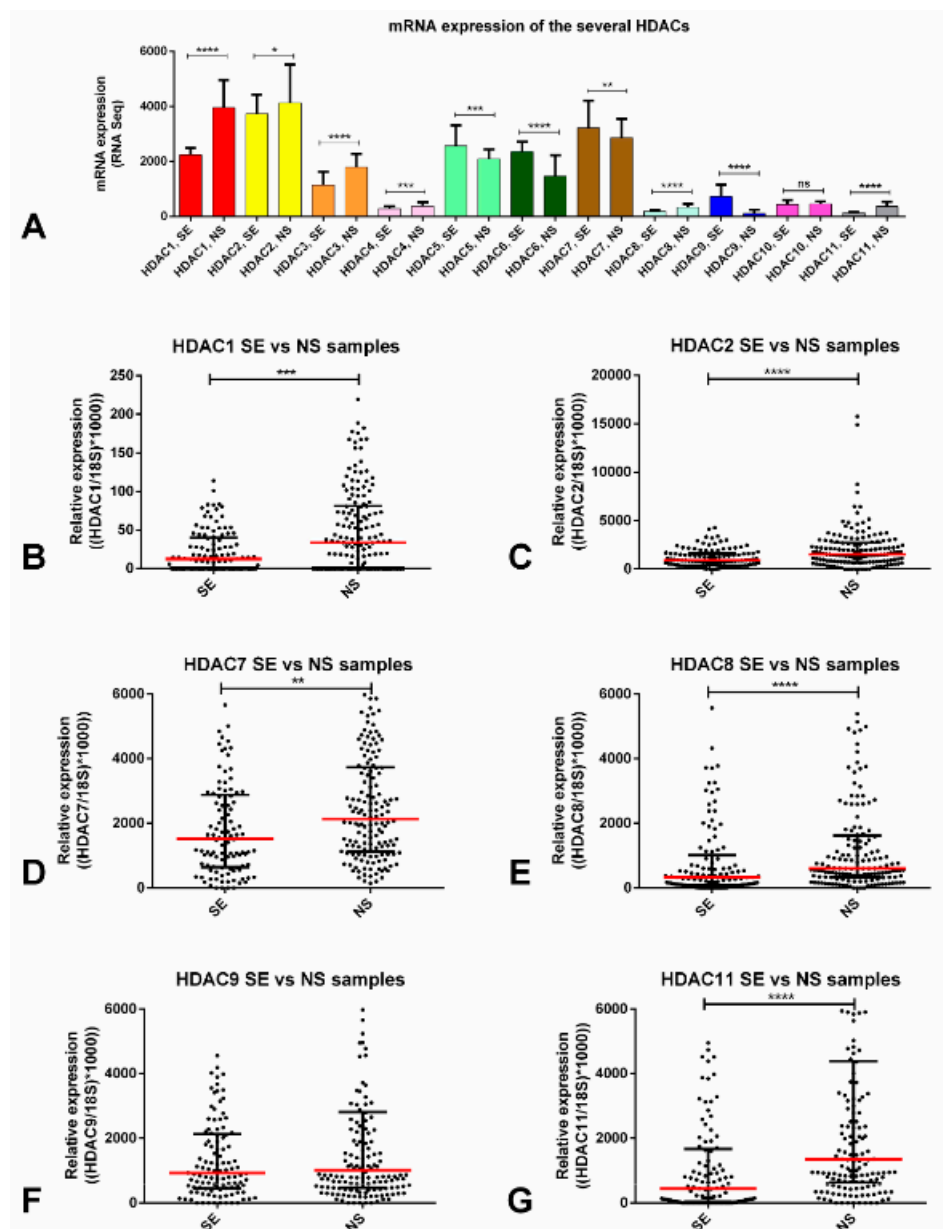 mRNA expression of the several HDACs
mRNA expression
(RNA Seq)
6000
4000
2000
0
**** * **** *** *** **** ** **** **** ns ****
HDAC1, SE
HDAC1, NS
HDAC2, SE
HDAC2, NS
HDAC3, SE
HDAC3, NS
HDAC4, SE
HDAC4, NS
HDAC5, SE
HDAC5, NS
HDAC6, SE
HDAC6, NS
HDAC7, SE
HDAC7, NS
HDAC8, SE
HDAC8, NS
HDAC9, SE
HDAC9, NS
HDAC10, SE
HDAC10, NS
HDAC11, SE
HDAC11, NS
A
HDAC1 SE vs NS samples
***
Relative expression
((HDAC1/18S)*1000)
250
200
150
100
50
0
SE
NS
B
HDAC2 SE vs NS samples
****
Relative expression
((HDAC2/18S)*1000)
20000
15000
10000
5000
0
SE
NS
C
HDAC7 SE vs NS samples
**
Relative expression
((HDAC7/18S)*1000))
6000
4000
2000
0
SE
NS
D
HDAC8 SE vs NS samples
****
Relative expression
((HDAC8/18S)*1000))
6000
4000
2000
0
SE
NS
E
HDAC9 SE vs NS samples
Relative expression
((HDAC9/18S)*1000))
6000
4000
2000
0
SE
NS
F
HDAC11 SE vs NS samples
****
Relative expression
((HDAC11/18S)*1000))
6000
4000
2000
0
SE
NS
G